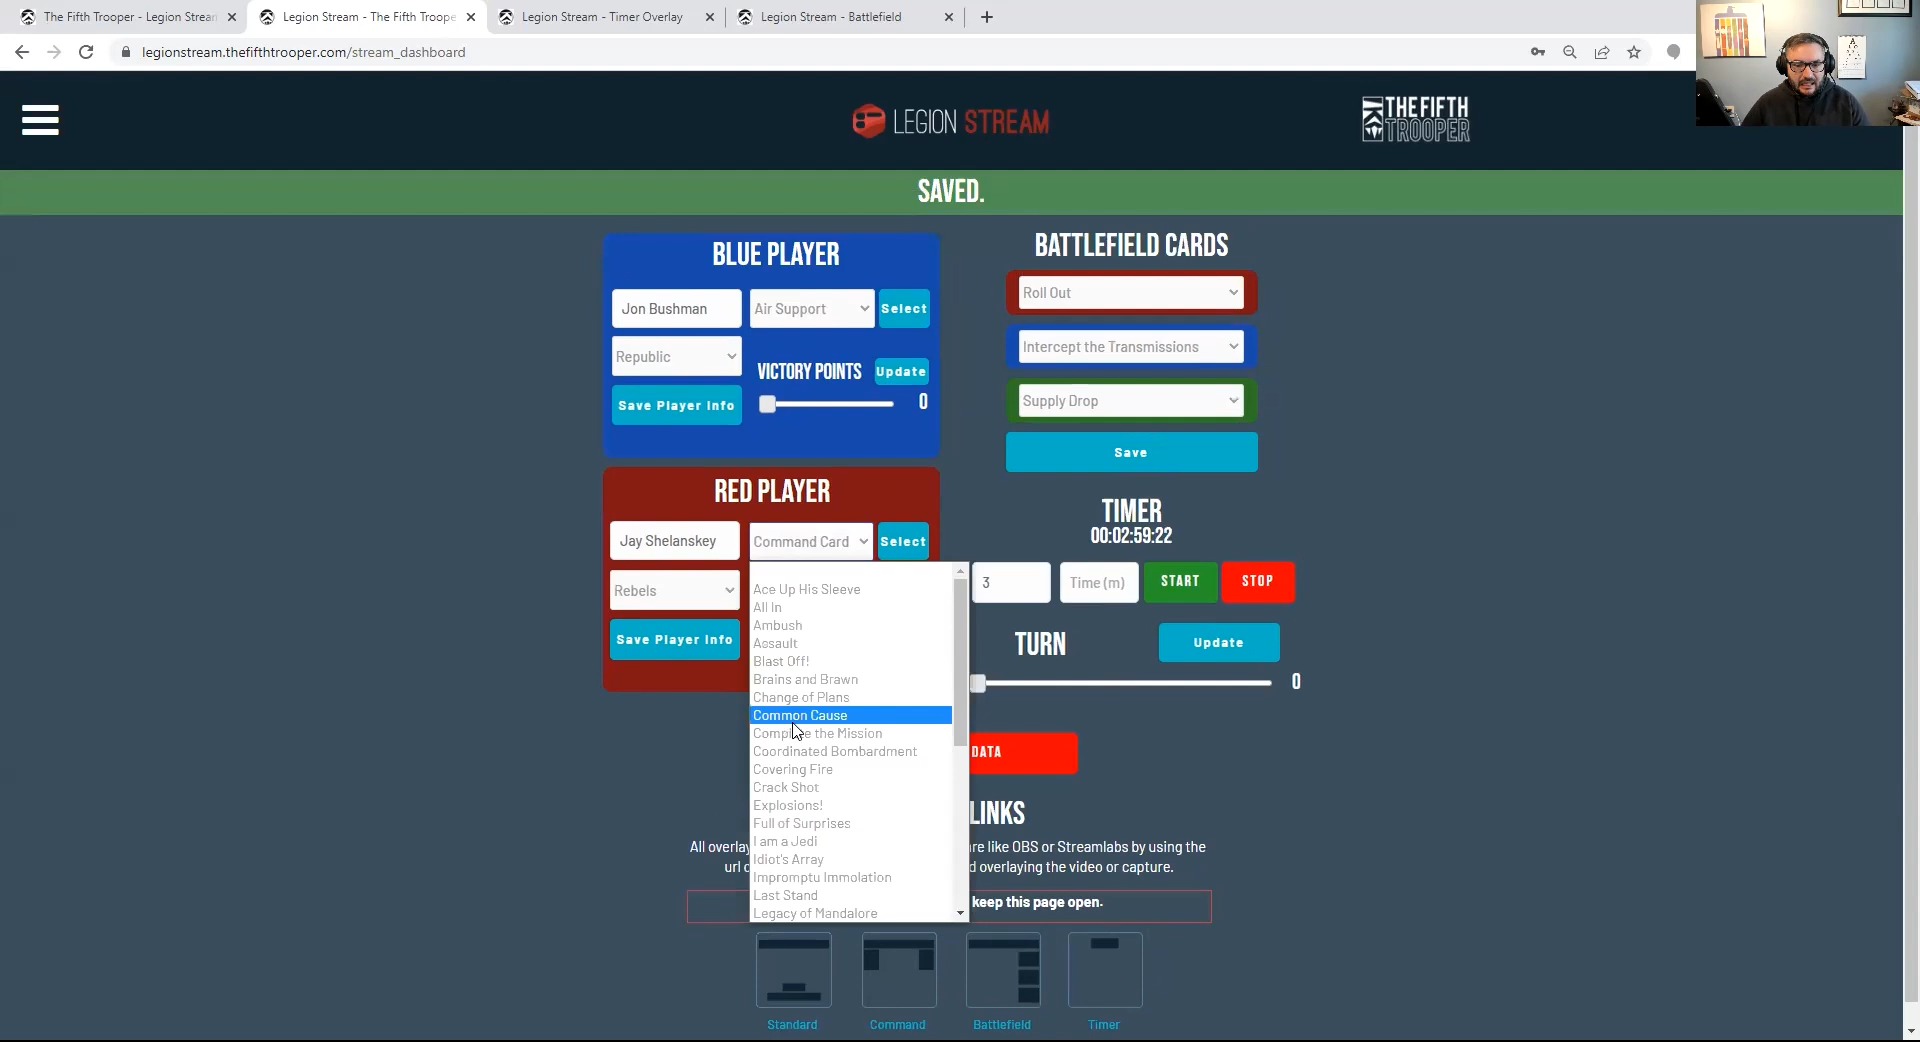 The Fifth Trooper - Legion Strea
Legion Stream - The Fifth Troope
Legion Stream - Timer Overlay
Legion Stream - Battlefield
legionstream.thefifthtrooper.com/stream_dashboard
LEGION STREAM
THE FIFTH
TROOPER
SAVED.
BLUE PLAYER
Jon Bushman
Air Support
Select
Republic
VICTORY POINTS
Update
Save Player Info
0
BATTLEFIELD CARDS
Roll Out
Intercept the Transmissions
Supply Drop
Save
RED PLAYER
Jay Shelanskey
Command Card
Select
Rebels
Save Player Info
Ace Up His Sleeve
All In
Ambush
Assault
Blast Off!
Brains and Brawn
Change of Plans
Common Cause
the Mission
Coordinated Bombardment
Covering Fire
Crack Shot
Explosions!
Full of Surprises
I am a Jedi
Idiot's Array
Impromptu Immolation
Last Stand
Legacy of Mandalore
TIMER
00:02:59:22
3
Time (m)
START
STOP
TURN
Update
0
DATA
LINKS
All overlay
re like OBS or Streamlabs by using the
url
d overlaying the video or capture.
keep this page open.
Standard
Command
Battlefield
Timer